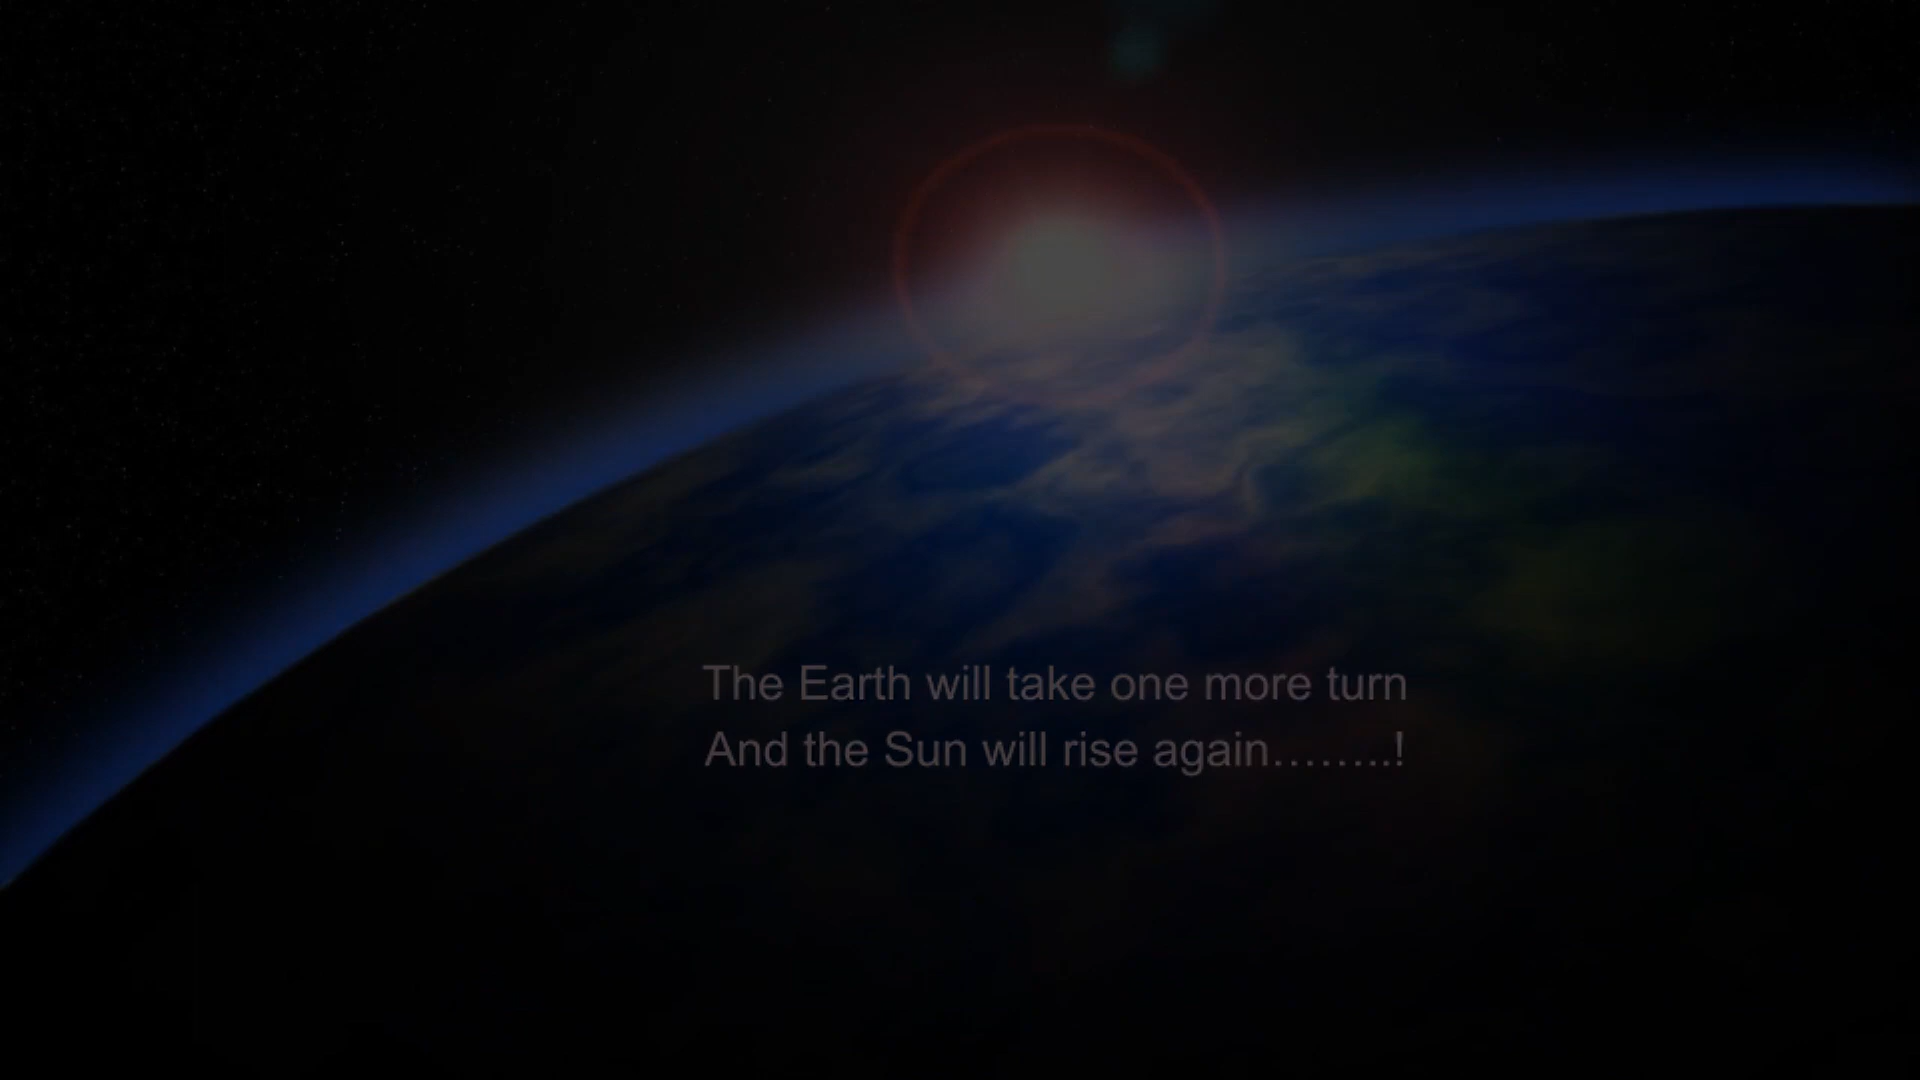 The Earth will take one more turn
And the Sun will rise again……..!